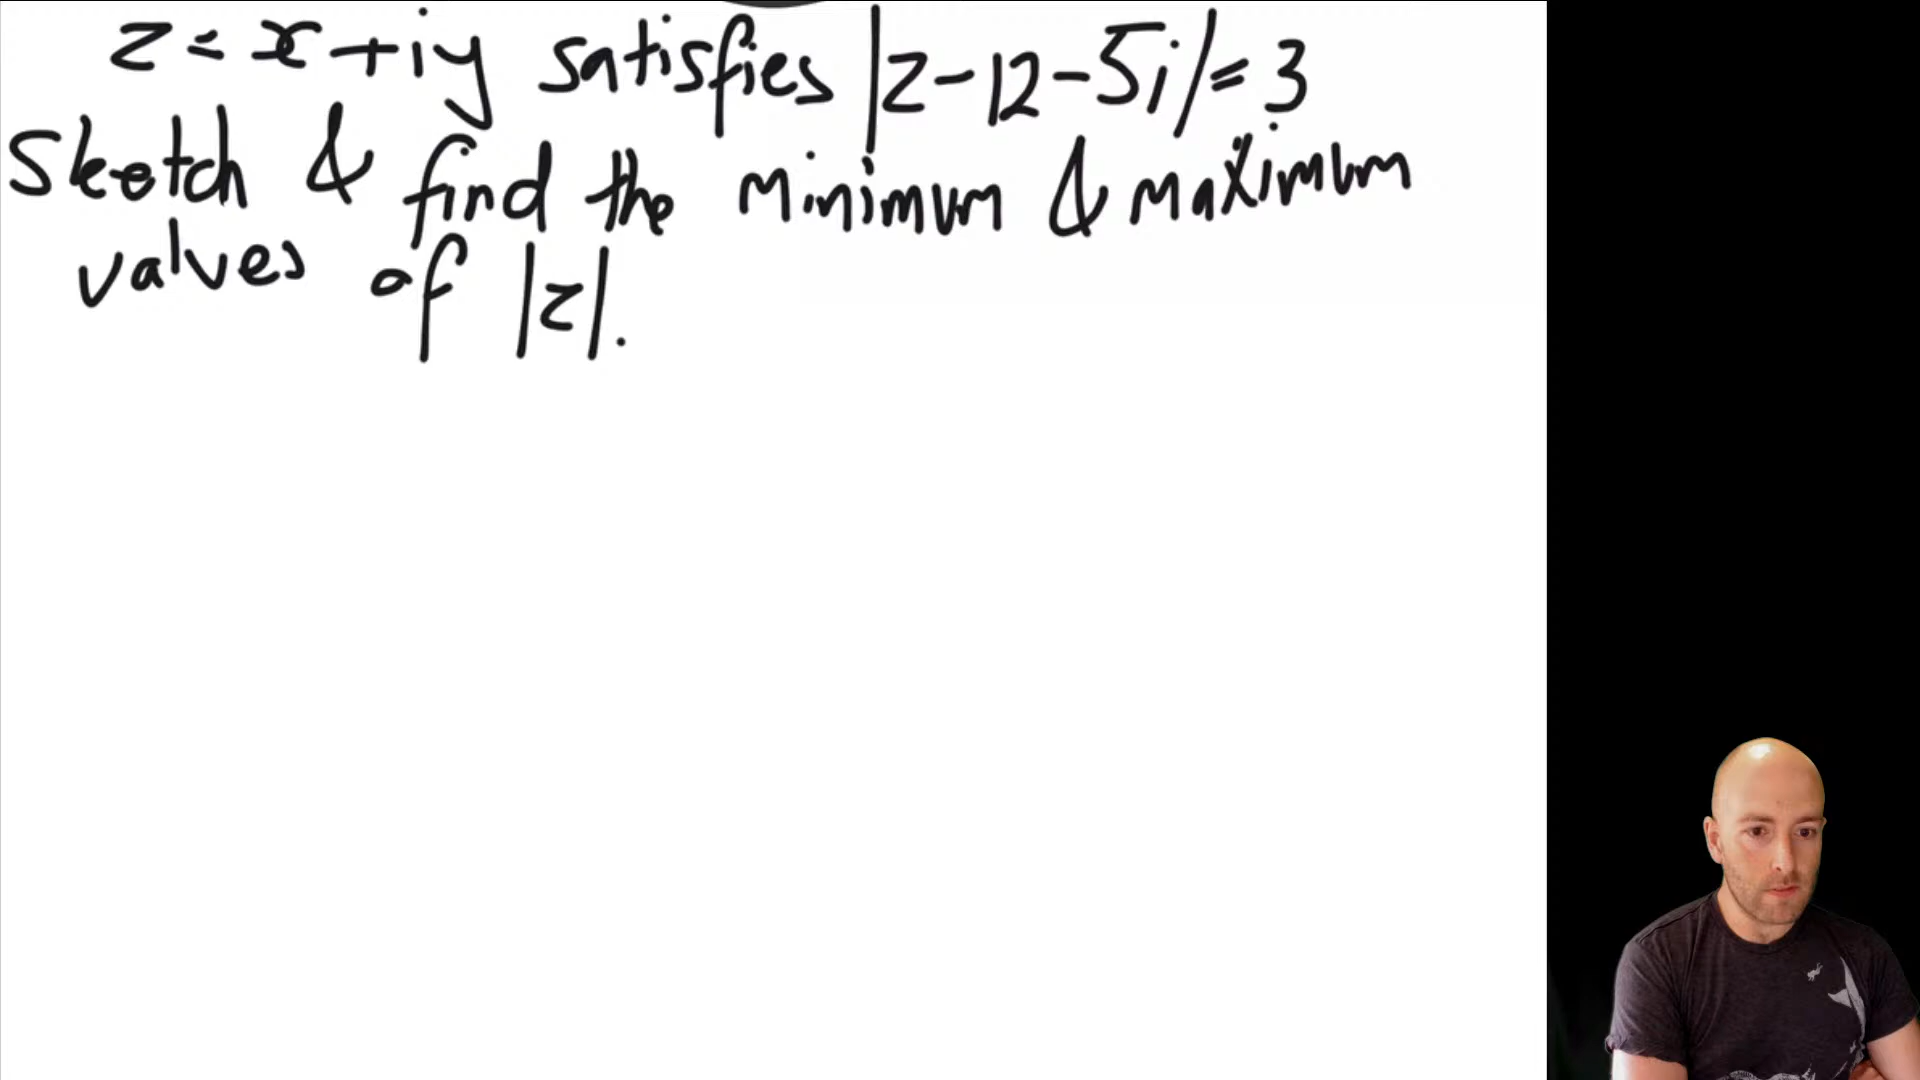 z = x + iy satisfies |z - 12 - 5i| = 3
Sketch & find the minimum & maximum
values of |z|.